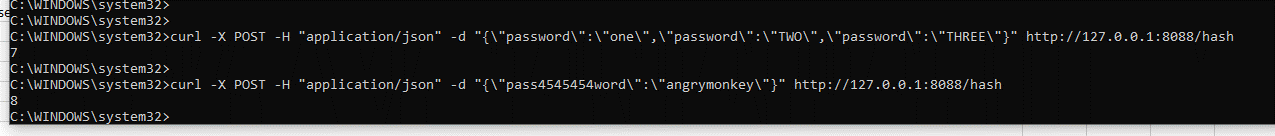 C:\WINDOWS\system32>
C:\WINDOWS\system32>
C:\WINDOWS\system32>curl -X POST -H "application/json" -d "{\"password\":\"one\",\"password\":\"TWO\",\"password\":\"THREE\"}" http://127.0.0.1:8088/hash
7
C:\WINDOWS\system32>
C:\WINDOWS\system32>curl -X POST -H "application/json" -d "{\"pass4545454word\":\"angrymonkey\"}" http://127.0.0.1:8088/hash
8
C:\WINDOWS\system32>